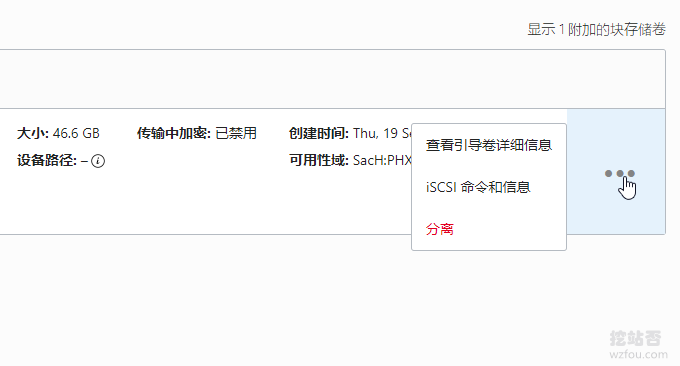 显示 1 附加的块存储卷
大小: 46.6 GB 传输中加密: 已禁用 创建时间: Thu, 19 Se
设备路径: – 可用性域: SacH:PHX
查看引导卷详细信息
iSCSI 命令和信息
分离
挖站否
wzfou.com